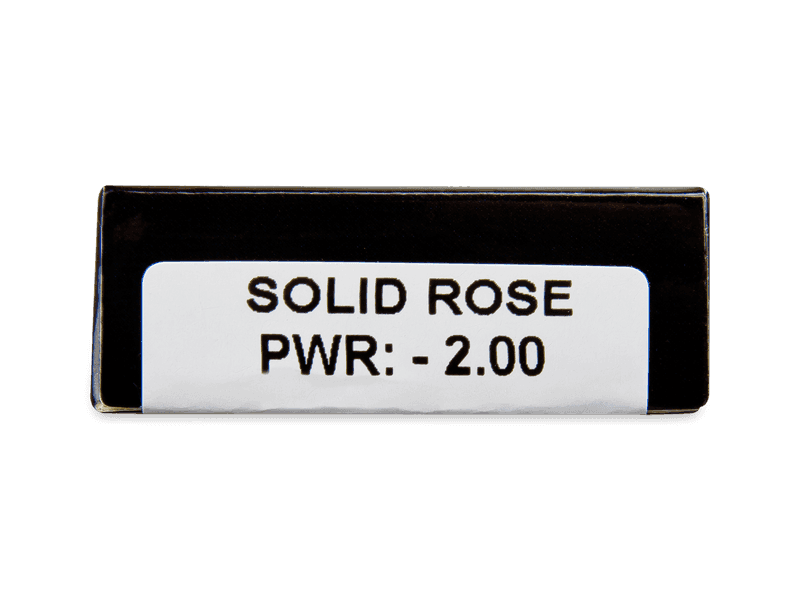 SOLID ROSE
PWR: - 2.00